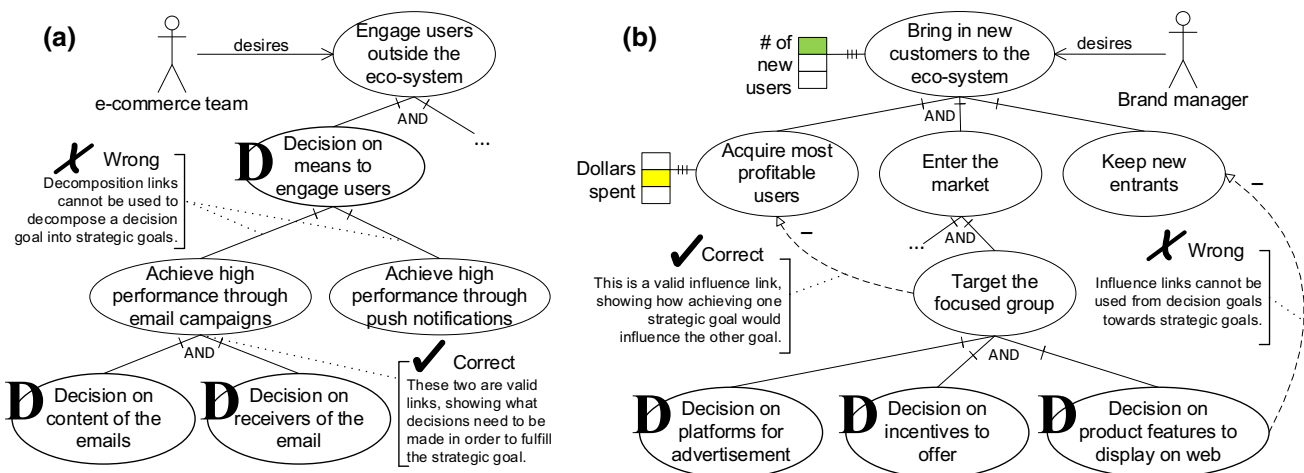 (a)
Engage users
outside the
eco-system
desires
e-commerce team
AND
...
D
Decision on
means to
engage users
✗ Wrong
Decomposition links
cannot be used to
decompose a decision
goal into strategic goals.
Achieve high
performance through
email campaigns
Achieve high
performance through
push notifications
AND
✓ Correct
These two are valid
links, showing what
decisions need to be
made in order to fulfill
the strategic goal.
D
Decision on
content of the
emails
D
Decision on
receivers of the
email
(b)
# of
new
users
Bring in new
customers to the
eco-system
desires
Brand manager
AND
Dollars
spent
Acquire most
profitable
users
Enter the
market
Keep new
entrants
–
–
...
AND
✓ Correct
This is a valid influence link,
showing how achieving one
strategic goal would
influence the other goal.
Target the
focused group
✗ Wrong
Influence links cannot be
used from decision goals
towards strategic goals.
AND
D
Decision on
platforms for
advertisement
D
Decision on
incentives to
offer
D
Decision on
product features to
display on web